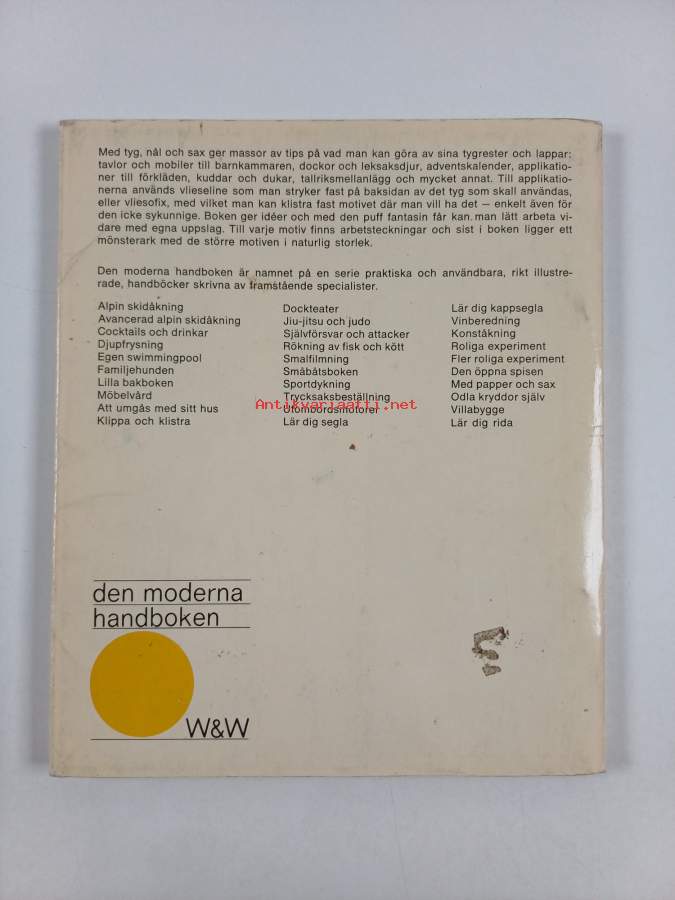 Med tyg, nål och sax ger massor av tips på vad man kan göra av sina tygrester och lappar:
tavlor och mobiler till barnkammaren, dockor och leksaksdjur, adventskalender, applikatio-
ner till förkläden, kuddar och dukar, tallriksmellanlägg och mycket annat. Till applikatio-
nerna används vlieseline som man stryker fast på baksidan av det tyg som skall användas,
eller vliesofix, med vilket man kan klistra fast motivet där man vill ha det – enkelt även för
den icke sykunnige. Boken ger idéer och med den puff fantasin får kan man lätt arbeta vi-
dare med egna uppslag. Till varje motiv finns arbetsteckningar och sist i boken ligger ett
mönsterark med de större motiven i naturlig storlek.
Den moderna handboken är namnet på en serie praktiska och användbara, rikt illustre-
rade, handböcker skrivna av framstående specialister.
Alpin skidåkning
Avancerad alpin skidåkning
Cocktails och drinkar
Djupfrysning
Egen swimmingpool
Familjehunden
Lilla bakboken
Möbelvård
Att umgås med sitt hus
Klippa och klistra
Dockteater
Jiu-jitsu och judo
Självförsvar och attacker
Rökning av fisk och kött
Smalfilmning
Småbåtsboken
Sportdykning
Trycksaksbeställning
Utombordsmotorer
Lär dig segla
Lär dig kappsegla
Vinberedning
Konståkning
Roliga experiment
Fler roliga experiment
Den öppna spisen
Med papper och sax
Odla kryddor själv
Villabygge
Lär dig rida
Antikvariaatti.net
den moderna
handboken
W&W